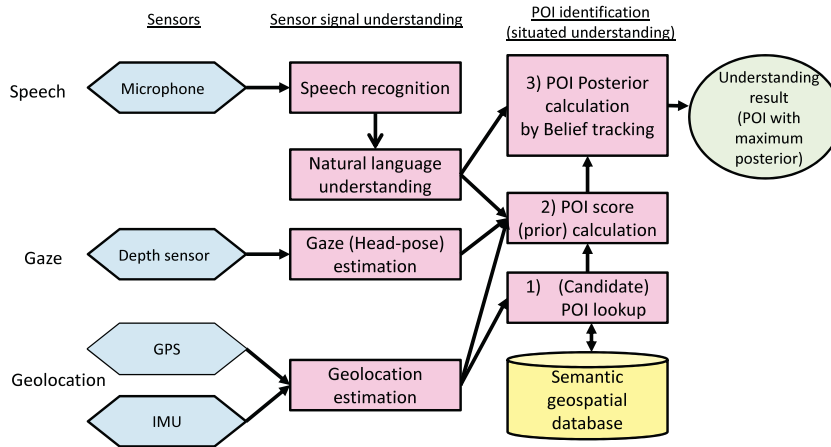 Sensors
Sensor signal understanding
POI identification
(situated understanding)
Speech
Microphone
Speech recognition
3) POI Posterior
calculation
by Belief tracking
Understanding
result
(POI with
maximum
posterior)
Natural language
understanding
2) POI score
(prior) calculation
Gaze
Depth sensor
Gaze (Head-pose)
estimation
1) (Candidate)
POI lookup
Geolocation
GPS
IMU
Geolocation
estimation
Semantic
geospatial
database